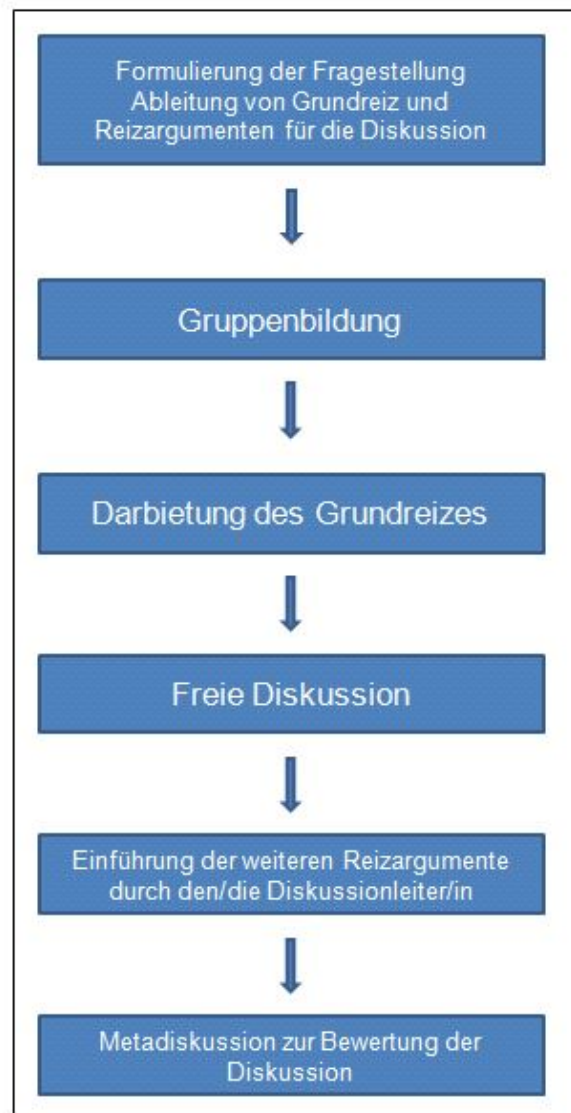 Formulierung der Fragestellung
Ableitung von Grundreiz und
Reizargumenten für die Diskussion
Gruppenbildung
Darbietung des Grundreizes
Freie Diskussion
Einführung der weiteren Reizargumente
durch den/die Diskussionleiter/in
Metadiskussion zur Bewertung der
Diskussion